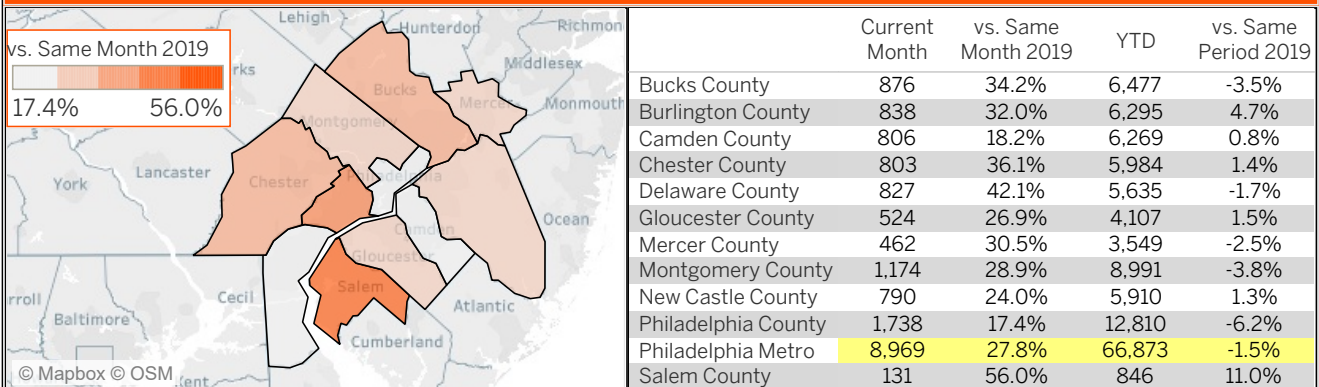 vs. Same Month 2019
17.4% 56.0%
Lehigh
Hunterdon
Richmon
Middlesex
rks
Bucks
Mercer
Monmouth
Montgomery
Lancaster
Philadelphia
York
Chester
Ocean
Camden
Gloucester
Salem
rroll
Cecil
Atlantic
Baltimore
Cumberland
Kent
© Mapbox © OSM
Current Month vs. Same Month 2019 YTD vs. Same Period 2019
Bucks County 876 34.2% 6,477 -3.5%
Burlington County 838 32.0% 6,295 4.7%
Camden County 806 18.2% 6,269 0.8%
Chester County 803 36.1% 5,984 1.4%
Delaware County 827 42.1% 5,635 -1.7%
Gloucester County 524 26.9% 4,107 1.5%
Mercer County 462 30.5% 3,549 -2.5%
Montgomery County 1,174 28.9% 8,991 -3.8%
New Castle County 790 24.0% 5,910 1.3%
Philadelphia County 1,738 17.4% 12,810 -6.2%
Philadelphia Metro 8,969 27.8% 66,873 -1.5%
Salem County 131 56.0% 846 11.0%